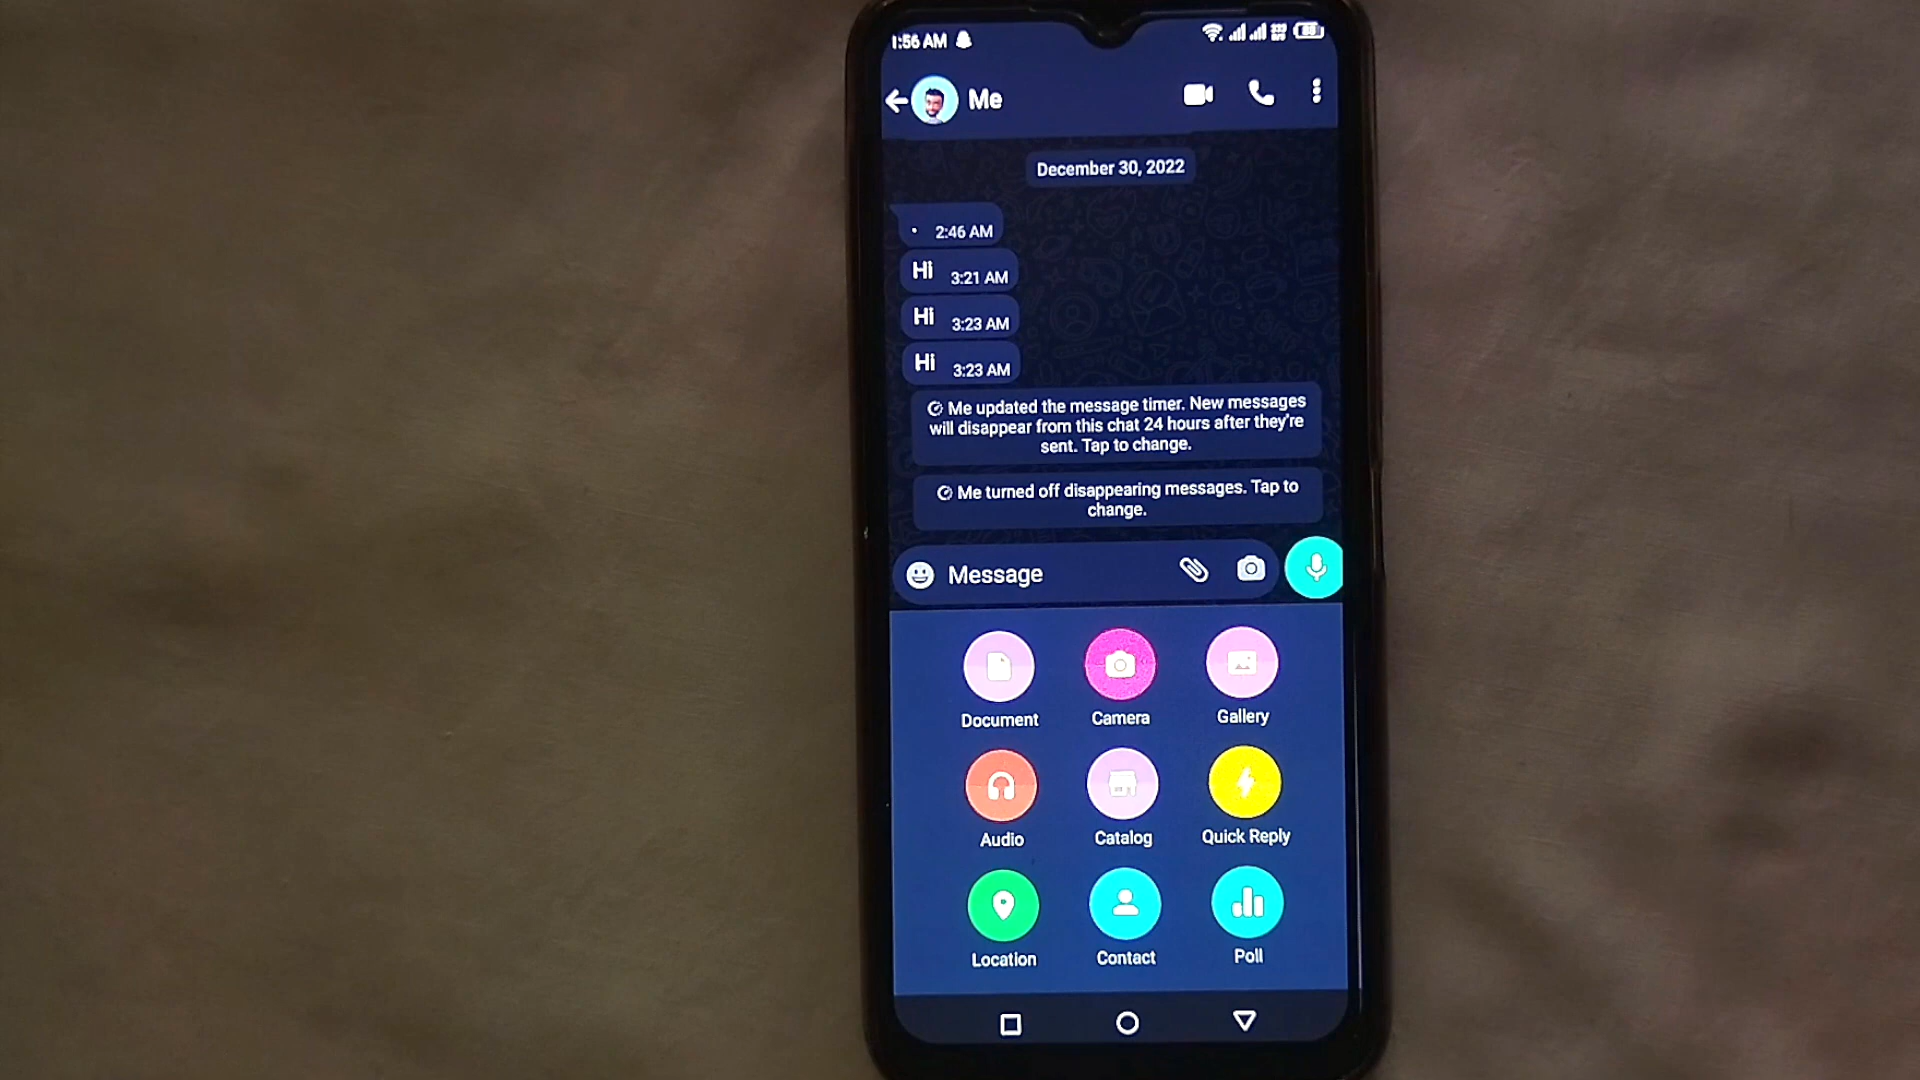 1:56 AM
Me
December 30, 2022
. 2:46 AM
Hi 3:21 AM
Hi 3:23 AM
Hi 3:23 AM
Me updated the message timer. New messages
will disappear from this chat 24 hours after they're
sent. Tap to change.
Me turned off disappearing messages. Tap to
change.
Message
Document Camera Gallery
Audio Catalog Quick Reply
Location Contact Poll